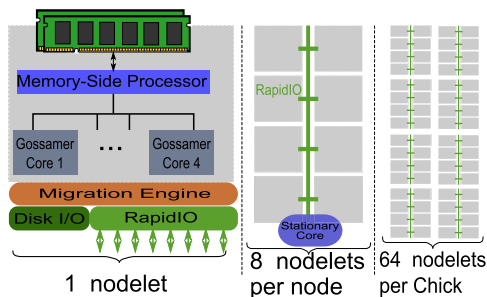 Memory-Side Processor
Gossamer
Core 1
...
Gossamer
Core 4
Migration Engine
Disk I/O
RapidIO
1 nodelet
RapidIO
Stationary
Core
8 nodelets
per node
64 nodelets
per Chick